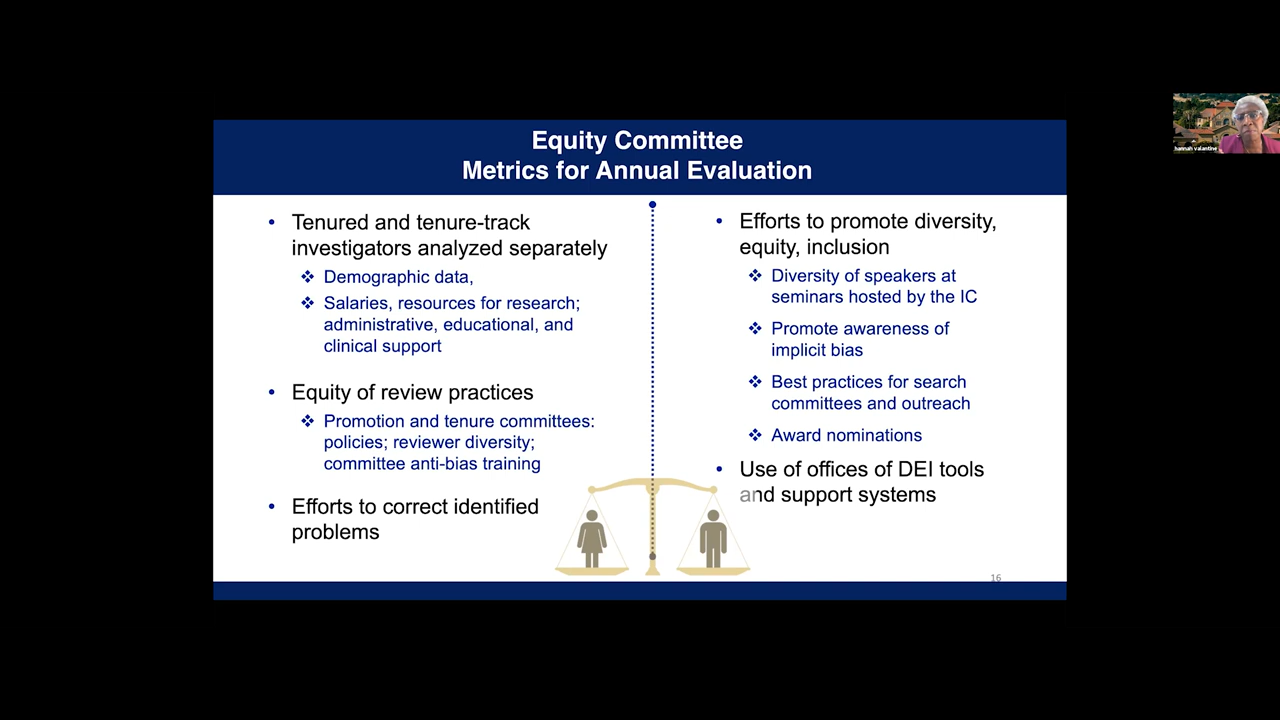 Equity Committee
Metrics for Annual Evaluation
• Tenured and tenure-track
investigators analyzed separately
❖ Demographic data,
❖ Salaries, resources for research;
administrative, educational, and
clinical support
• Equity of review practices
❖ Promotion and tenure committees:
policies; reviewer diversity;
committee anti-bias training
• Efforts to correct identified
problems
• Efforts to promote diversity,
equity, inclusion
❖ Diversity of speakers at
seminars hosted by the IC
❖ Promote awareness of
implicit bias
❖ Best practices for search
committees and outreach
❖ Award nominations
• Use of offices of DEI tools
and support systems
16
hannah valantine